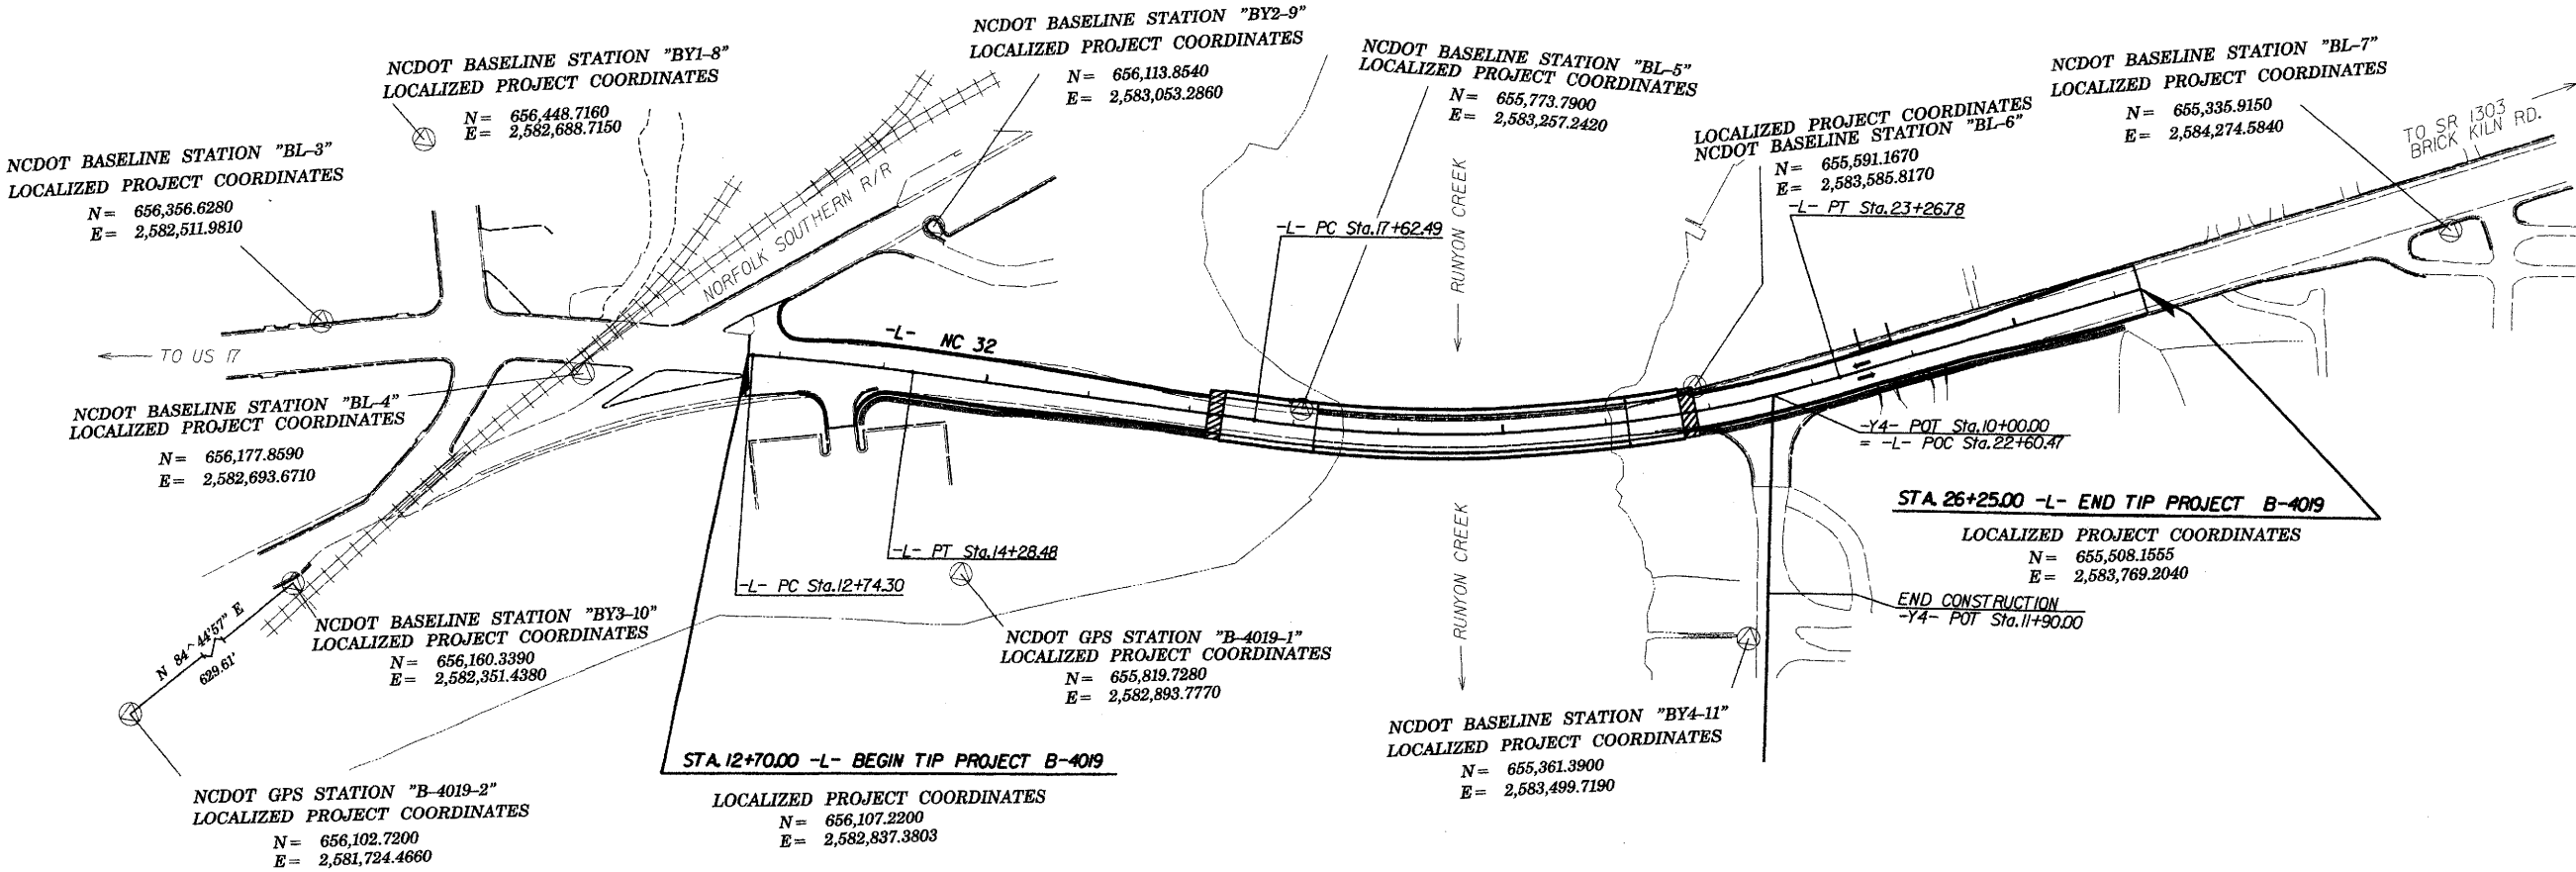 NCDOT BASELINE STATION "BY2-9"
LOCALIZED PROJECT COORDINATES
N= 656,113.8540
E= 2,583,053.2860
NCDOT BASELINE STATION "BY1-8"
LOCALIZED PROJECT COORDINATES
N= 656,448.7160
E= 2,582,688.7150
NCDOT BASELINE STATION "BL-5"
LOCALIZED PROJECT COORDINATES
N= 655,773.7900
E= 2,583,257.2420
NCDOT BASELINE STATION "BL-7"
LOCALIZED PROJECT COORDINATES
N= 655,335.9150
E= 2,584,274.5840
TO SR 1303
BRICK KILN RD.
LOCALIZED PROJECT COORDINATES
NCDOT BASELINE STATION "BL-6"
N= 655,591.1670
E= 2,583,585.8170
-L- PT Sta.23+26.78
NCDOT BASELINE STATION "BL-3"
LOCALIZED PROJECT COORDINATES
N= 656,356.6280
E= 2,582,511.9810
NORFOLK SOUTHERN R/R
-L- PC Sta.17+62.49
RUNYON CREEK
TO US 17
-L- NC 32
NCDOT BASELINE STATION "BL-4"
LOCALIZED PROJECT COORDINATES
N= 656,177.8590
E= 2,582,693.6710
-Y4- POT Sta.10+00.00
= -L- POC Sta.22+60.47
STA. 26+25.00 -L- END TIP PROJECT B-4019
LOCALIZED PROJECT COORDINATES
N= 655,508.1555
E= 2,583,769.2040
END CONSTRUCTION
-Y4- POT Sta.11+90.00
-L- PT Sta.14+28.48
-L- PC Sta.12+74.30
RUNYON CREEK
N 84^44'57" E
629.61'
NCDOT BASELINE STATION "BY3-10"
LOCALIZED PROJECT COORDINATES
N= 656,160.3390
E= 2,582,351.4380
NCDOT GPS STATION "B-4019-1"
LOCALIZED PROJECT COORDINATES
N= 655,819.7280
E= 2,582,893.7770
NCDOT BASELINE STATION "BY4-11"
LOCALIZED PROJECT COORDINATES
N= 655,361.3900
E= 2,583,499.7190
STA. 12+70.00 -L- BEGIN TIP PROJECT B-4019
LOCALIZED PROJECT COORDINATES
N= 656,107.2200
E= 2,582,837.3803
NCDOT GPS STATION "B-4019-2"
LOCALIZED PROJECT COORDINATES
N= 656,102.7200
E= 2,581,724.4660